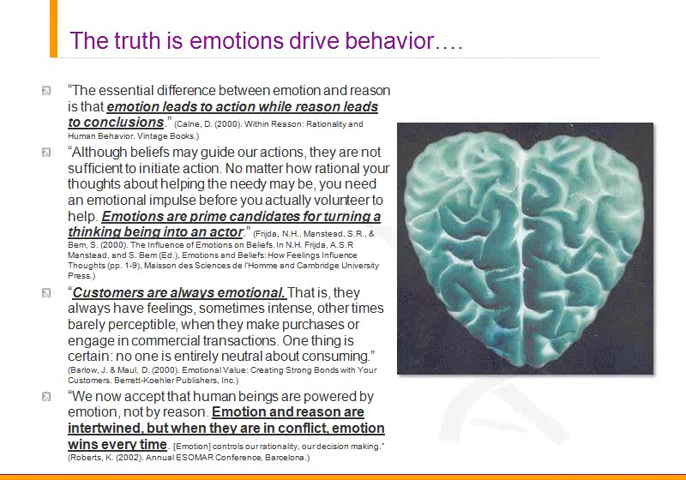 The truth is emotions drive behavior….
“The essential difference between emotion and reason
is that emotion leads to action while reason leads
to conclusions.” (Calne, D. (2000). Within Reason: Rationality and
Human Behavior. Vintage Books.)
“Although beliefs may guide our actions, they are not
sufficient to initiate action. No matter how rational your
thoughts about helping the needy may be, you need
an emotional impulse before you actually volunteer to
help. Emotions are prime candidates for turning a
thinking being into an actor.” (Frijda, N.H., Manstead, S.R., &
Bem, S. (2000). The Influence of Emotions on Beliefs. In N.H. Frijda, A.S.R
Manstead, and S. Bem (Ed.), Emotions and Beliefs: How Feelings Influence
Thoughts (pp. 1-9), Maisson des Sciences de l’Homme and Cambridge University
Press.)
“Customers are always emotional. That is, they
always have feelings, sometimes intense, other times
barely perceptible, when they make purchases or
engage in commercial transactions. One thing is
certain: no one is entirely neutral about consuming.”
(Barlow, J. & Maul, D. (2000). Emotional Value: Creating Strong Bonds with Your
Customers. Berrett-Koehler Publishers, Inc.)
“We now accept that human beings are powered by
emotion, not by reason. Emotion and reason are
intertwined, but when they are in conflict, emotion
wins every time. [Emotion] controls our rationality, our decision making.”
(Roberts, K. (2002). Annual ESOMAR Conference, Barcelona.)